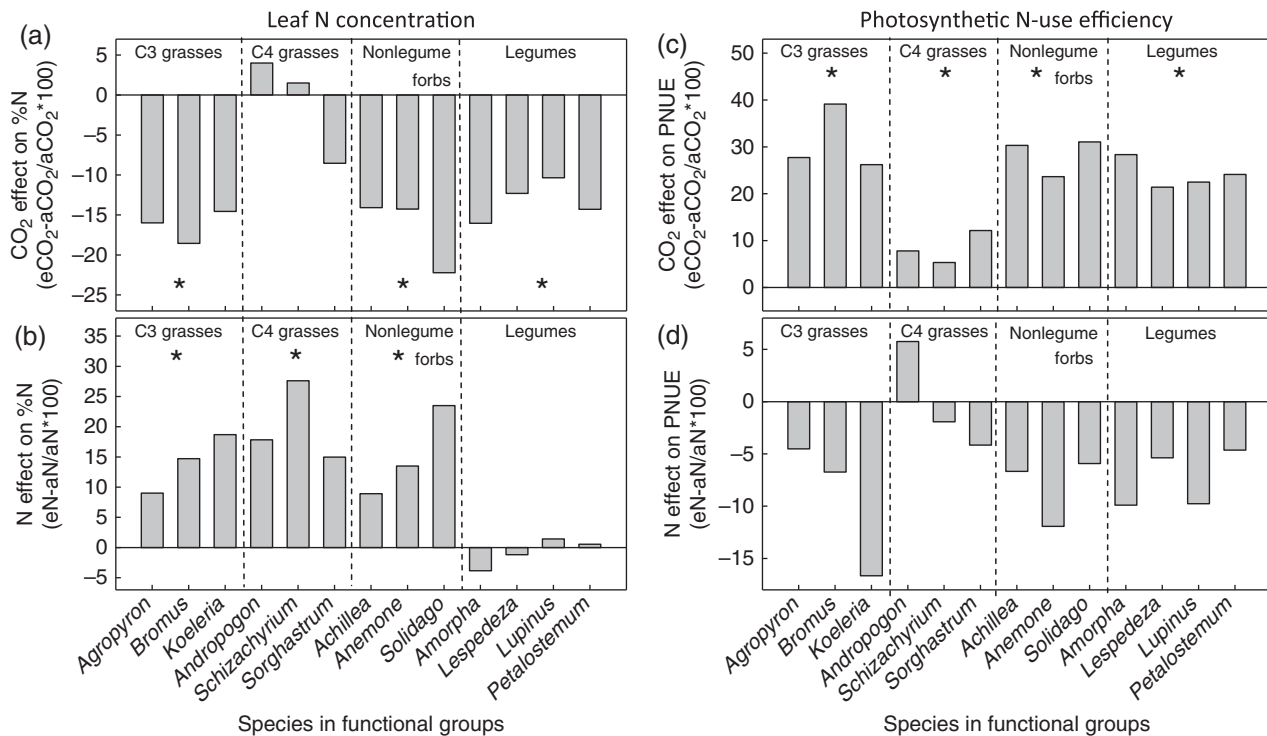 Leaf N concentration
(a)
CO₂ effect on %N
(eCO₂-aCO₂/aCO₂*100)
5
0
−5
−10
−15
−20
−25
C3 grasses
C4 grasses
Nonlegume
forbs
Legumes
*
*
*
(b)
N effect on %N
(eN-aN/aN*100)
35
30
25
20
15
10
5
0
−5
C3 grasses
C4 grasses
Nonlegume
* forbs
Legumes
*
*
Agropyron
Bromus
Koeleria
Andropogon
Schizachyrium
Sorghastrum
Achillea
Anemone
Solidago
Amorpha
Lespedeza
Lupinus
Petalostemum
Species in functional groups
Photosynthetic N-use efficiency
(c)
CO₂ effect on PNUE
(eCO₂-aCO₂/aCO₂*100)
50
40
30
20
10
0
C3 grasses
C4 grasses
Nonlegume
* forbs
Legumes
*
*
*
(d)
N effect on PNUE
(eN-aN/aN*100)
5
0
−5
−10
−15
C3 grasses
C4 grasses
Nonlegume
forbs
Legumes
Agropyron
Bromus
Koeleria
Andropogon
Schizachyrium
Sorghastrum
Achillea
Anemone
Solidago
Amorpha
Lespedeza
Lupinus
Petalostemum
Species in functional groups